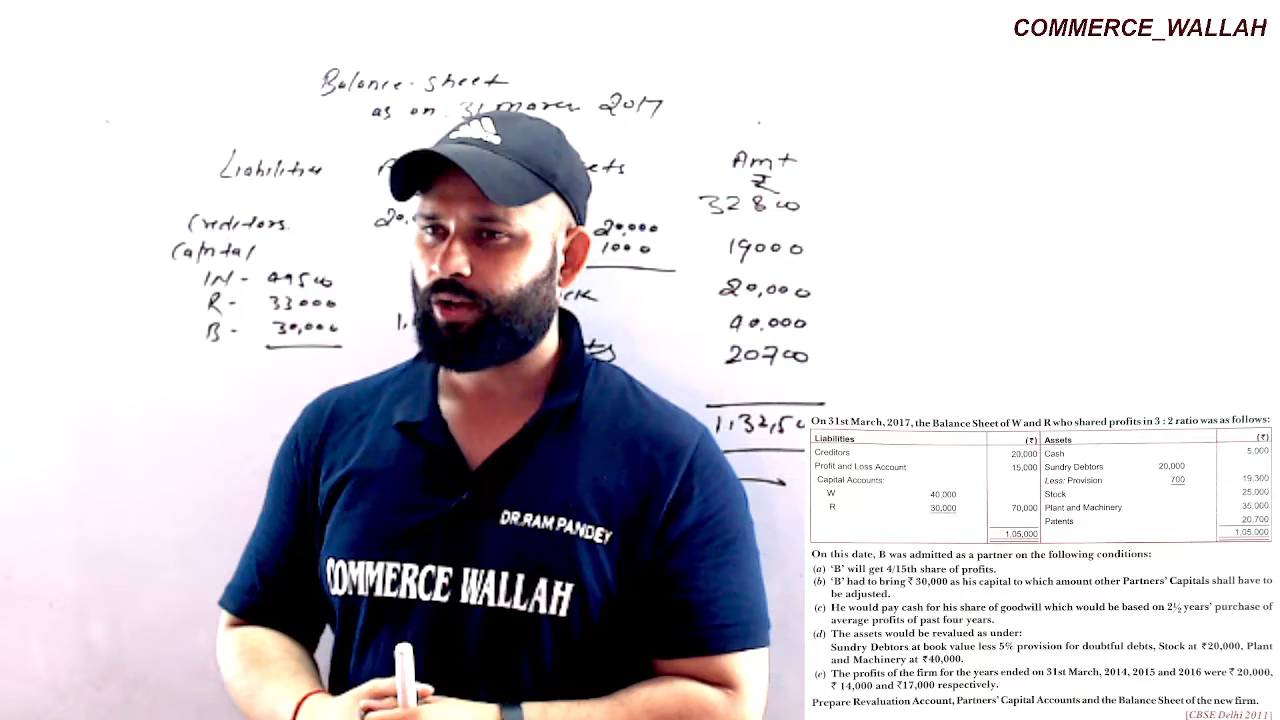 COMMERCE_WALLAH
Balance-sheet
as on 31 March 2017
Liabilities
Amt
₹
Creditors.
20,000
32800
Capital
1000
19000
W - 49500
20,000
R - 33000
40,000
B - 30,000
20700
1,32,500
DR.RAM PANDEY
COMMERCE WALLAH
On 31st March, 2017, the Balance Sheet of W and R who shared profits in 3 : 2 ratio was as follows:
Liabilities (₹) Assets (₹)
Creditors 20,000 Cash 5,000
Profit and Loss Account 15,000 Sundry Debtors 20,000
Capital Accounts: Less: Provision 700 19,300
W 40,000 Stock 25,000
R 30,000 70,000 Plant and Machinery 35,000
Patents 20,700
1,05,000 1,05,000
On this date, B was admitted as a partner on the following conditions:
(a) 'B' will get 4/15th share of profits.
(b) 'B' had to bring ₹ 30,000 as his capital to which amount other Partners' Capitals shall have to
be adjusted.
(c) He would pay cash for his share of goodwill which would be based on 2½ years' purchase of
average profits of past four years.
(d) The assets would be revalued as under:
Sundry Debtors at book value less 5% provision for doubtful debts, Stock at ₹20,000, Plant
and Machinery at ₹40,000.
(e) The profits of the firm for the years ended on 31st March, 2014, 2015 and 2016 were ₹ 20,000,
₹ 14,000 and ₹17,000 respectively.
Prepare Revaluation Account, Partners' Capital Accounts and the Balance Sheet of the new firm.
[CBSE Delhi 2011]